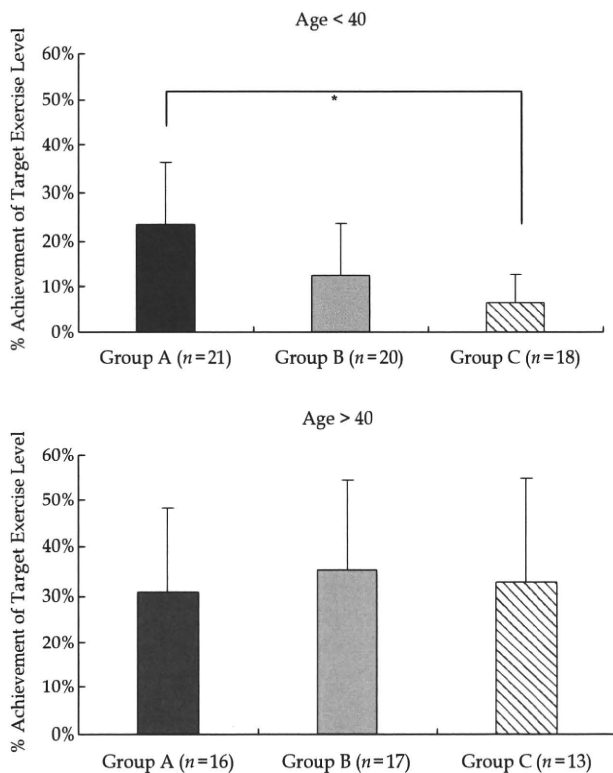 Age < 40
% Achievement of Target Exercise Level
60%
50%
40%
30%
20%
10%
0%
*
Group A (n=21) Group B (n=20) Group C (n=18)
Age > 40
% Achievement of Target Exercise Level
60%
50%
40%
30%
20%
10%
0%
Group A (n=16) Group B (n=17) Group C (n=13)